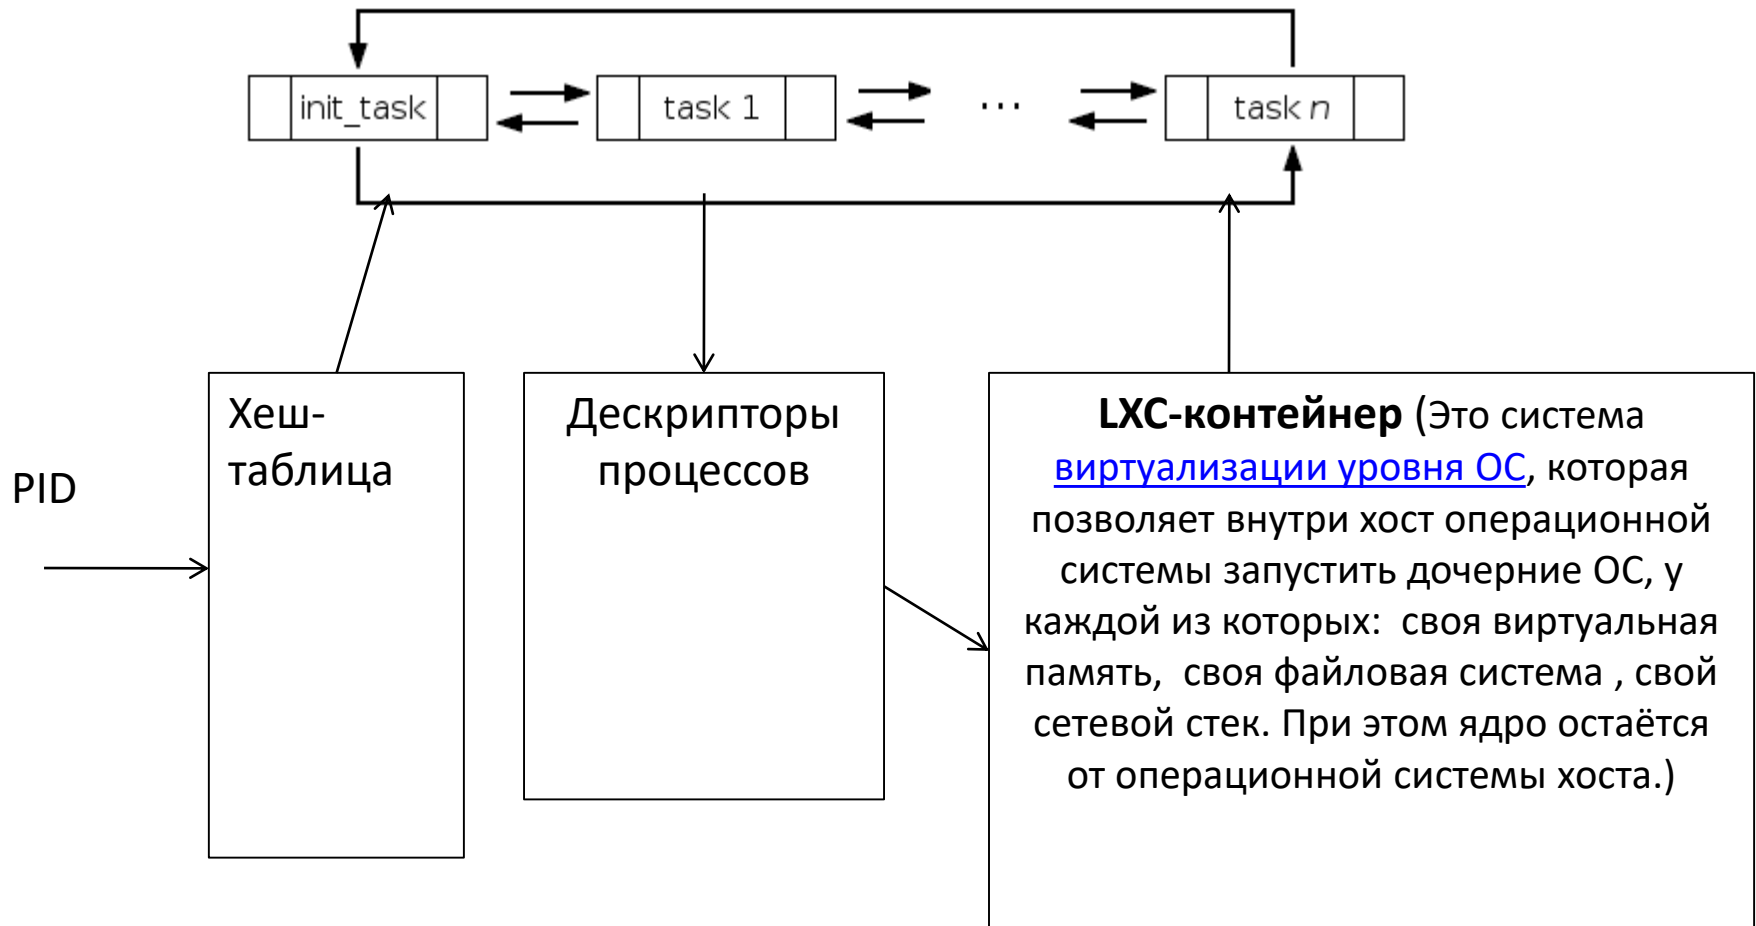 init_task
task 1
...
task n
PID
Хеш-
таблица
Дескрипторы
процессов
LXC-контейнер (Это система
виртуализации уровня ОС, которая
позволяет внутри хост операционной
системы запустить дочерние ОС, у
каждой из которых: своя виртуальная
память, своя файловая система , свой
сетевой стек. При этом ядро остаётся
от операционной системы хоста.)